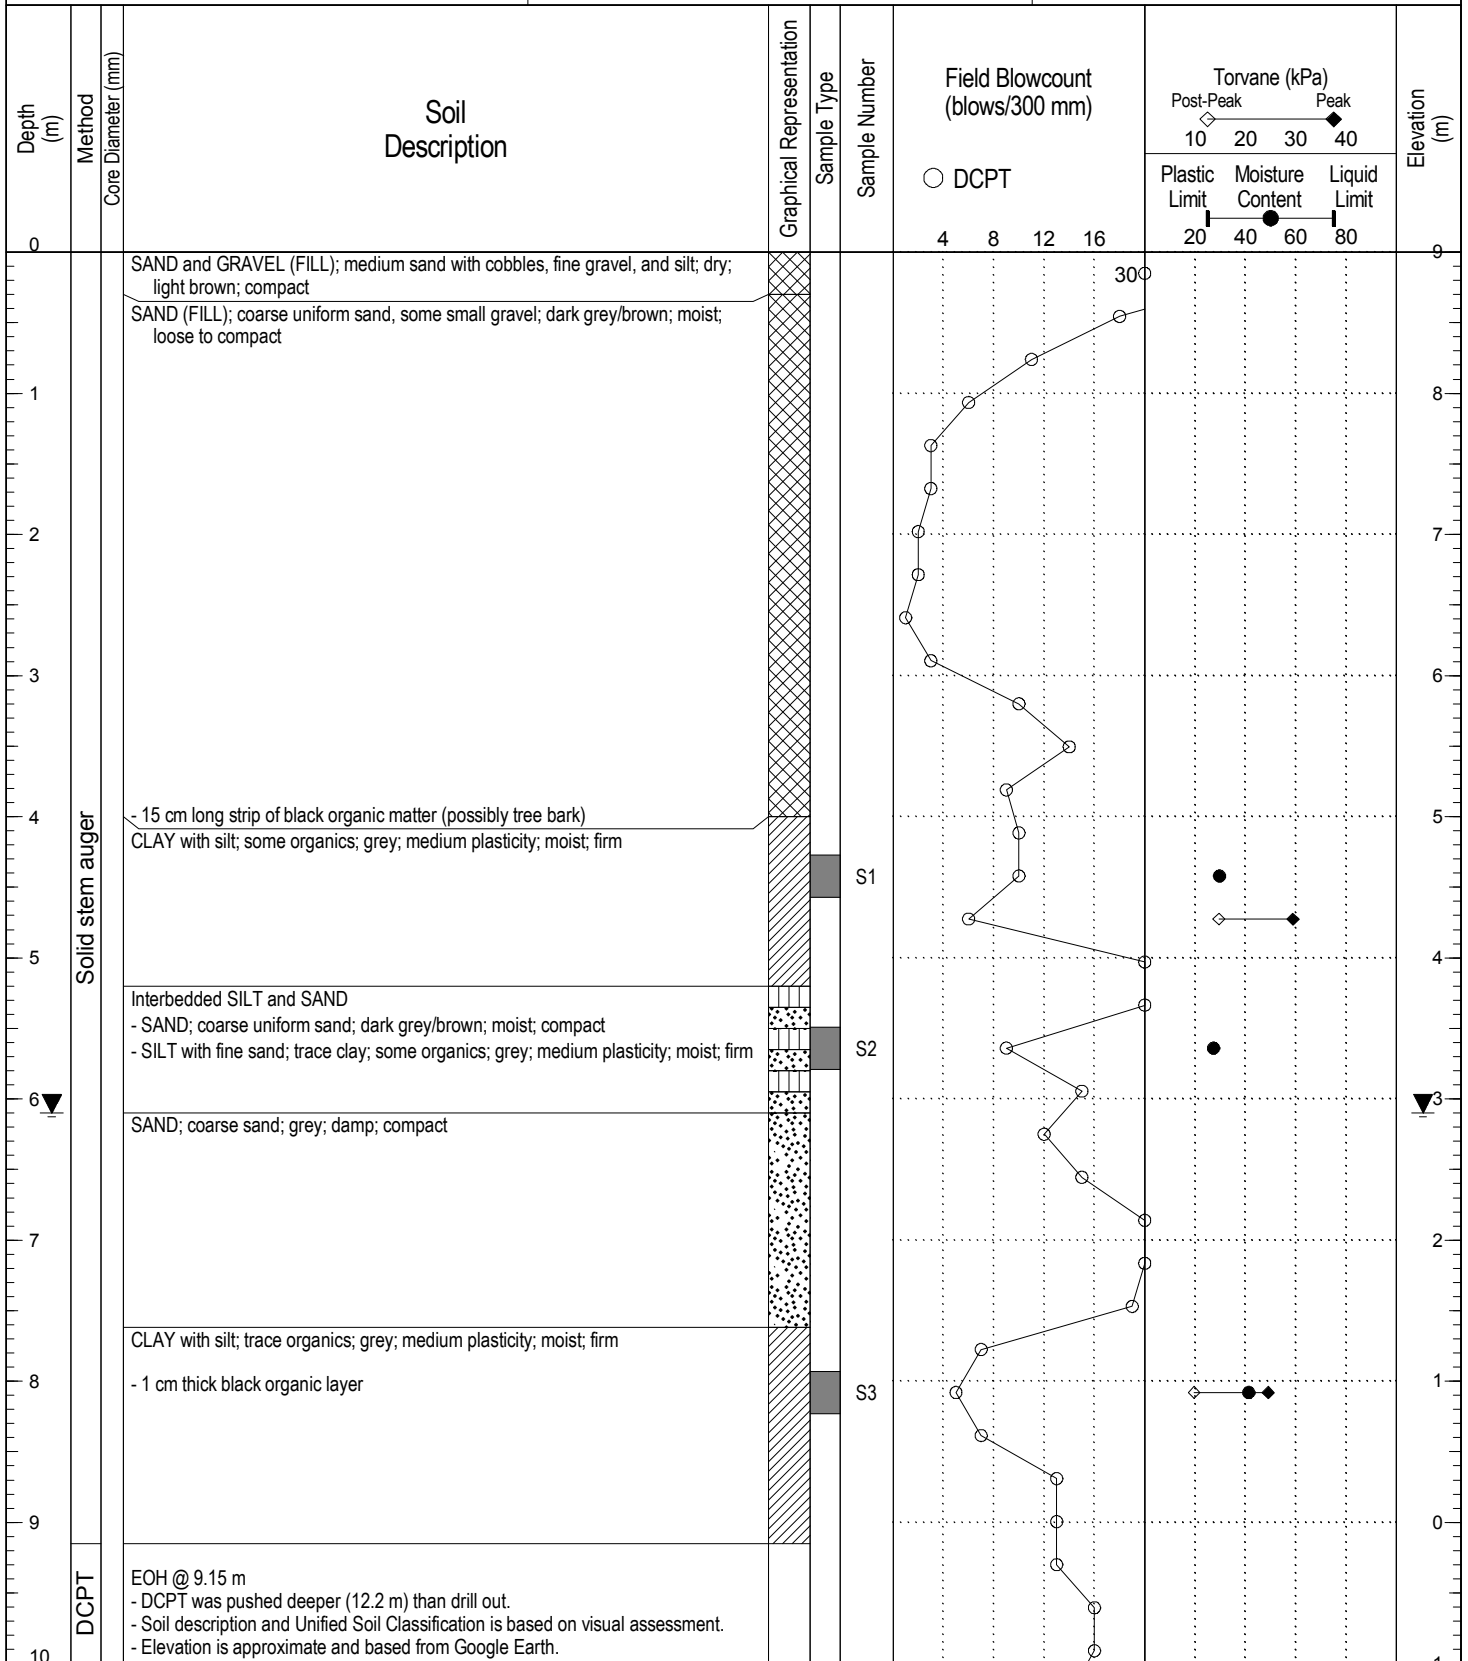 Depth
(m)
Method
Core Diameter (mm)
Soil
Description
Graphical Representation
Sample Type
Sample Number
Field Blowcount
(blows/300 mm)
DCPT
4 8 12 16
Torvane (kPa)
Post-Peak Peak
10 20 30 40
Plastic Moisture Liquid
Limit Content Limit
20 40 60 80
Elevation
(m)
0
9
SAND and GRAVEL (FILL); medium sand with cobbles, fine gravel, and silt; dry;
light brown; compact
30
SAND (FILL); coarse uniform sand, some small gravel; dark grey/brown; moist;
loose to compact
1
8
2
7
3
6
- 15 cm long strip of black organic matter (possibly tree bark)
4
5
CLAY with silt; some organics; grey; medium plasticity; moist; firm
S1
Solid stem auger
5
4
Interbedded SILT and SAND
- SAND; coarse uniform sand; dark grey/brown; moist; compact
- SILT with fine sand; trace clay; some organics; grey; medium plasticity; moist; firm
S2
6
3
SAND; coarse sand; grey; damp; compact
7
2
CLAY with silt; trace organics; grey; medium plasticity; moist; firm
8
1
- 1 cm thick black organic layer
S3
9
0
DCPT
EOH @ 9.15 m
- DCPT was pushed deeper (12.2 m) than drill out.
- Soil description and Unified Soil Classification is based on visual assessment.
- Elevation is approximate and based from Google Earth.
10